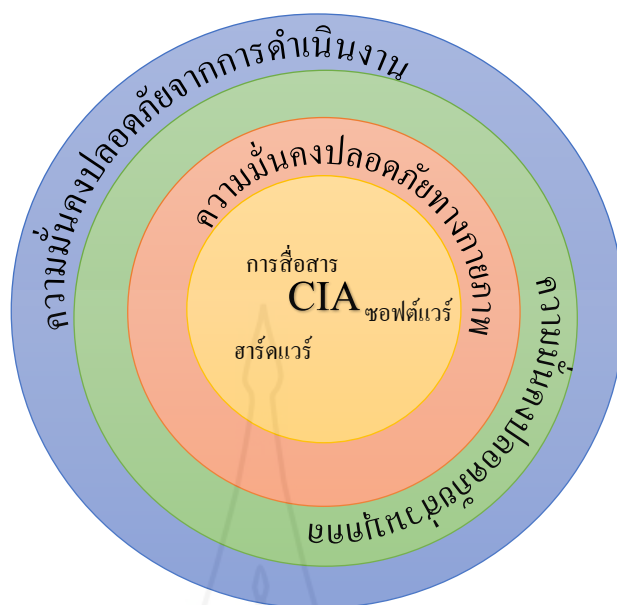 ความมั่นคงปลอดภัยจากการดำเนินงาน
ความมั่นคงปลอดภัยทางกายภาพ
การสื่อสาร
CIA
ซอฟต์แวร์
ฮาร์ดแวร์
ความมั่นคงปลอดภัยส่วนบุคคล